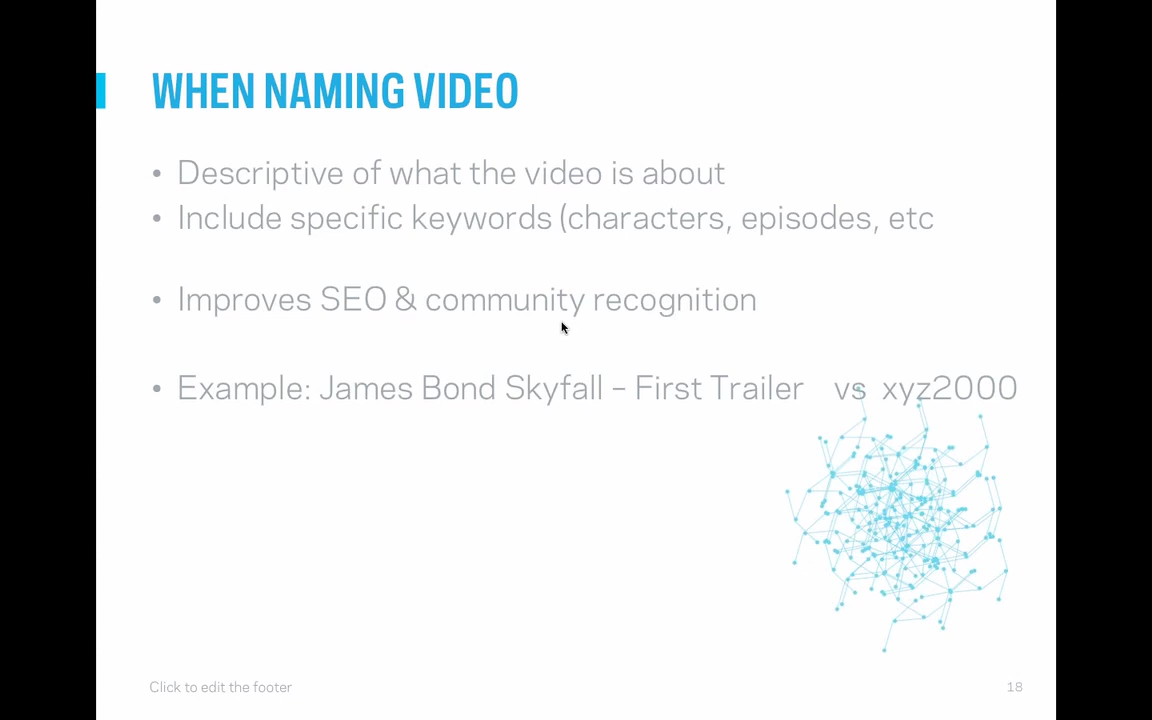 WHEN NAMING VIDEO
• Descriptive of what the video is about
• Include specific keywords (characters, episodes, etc
• Improves SEO & community recognition
• Example: James Bond Skyfall – First Trailer vs xyz2000
Click to edit the footer
18